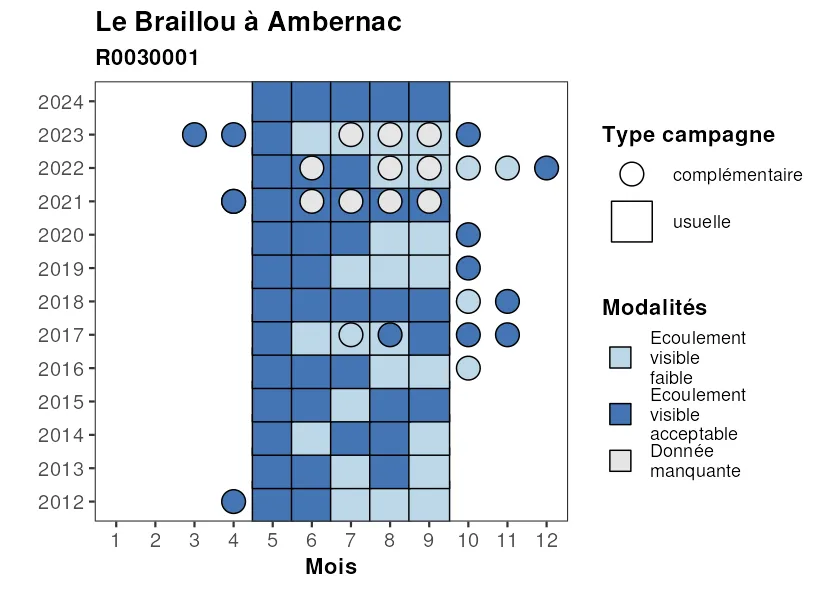 Le Braillou à Ambernac
R0030001
2024
2023
2022
2021
2020
2019
2018
2017
2016
2015
2014
2013
2012
1 2 3 4 5 6 7 8 9 10 11 12
Mois
Type campagne
complémentaire
usuelle
Modalités
Ecoulement
visible
faible
Ecoulement
visible
acceptable
Donnée
manquante